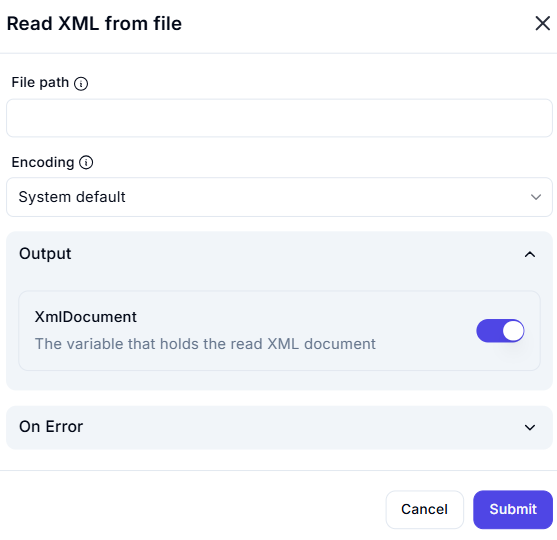 Read XML from file
File path
Encoding
System default
Output
XmlDocument
The variable that holds the read XML document
On Error
Cancel
Submit